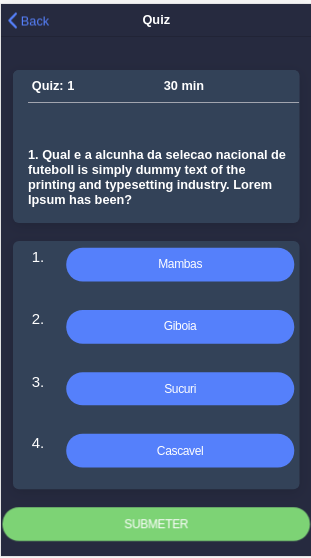 Back Quiz
Quiz: 1 30 min
1. Qual e a alcunha da selecao nacional de
futeboll is simply dummy text of the
printing and typesetting industry. Lorem
Ipsum has been?
1. Mambas
2. Giboia
3. Sucuri
4. Cascavel
SUBMETER